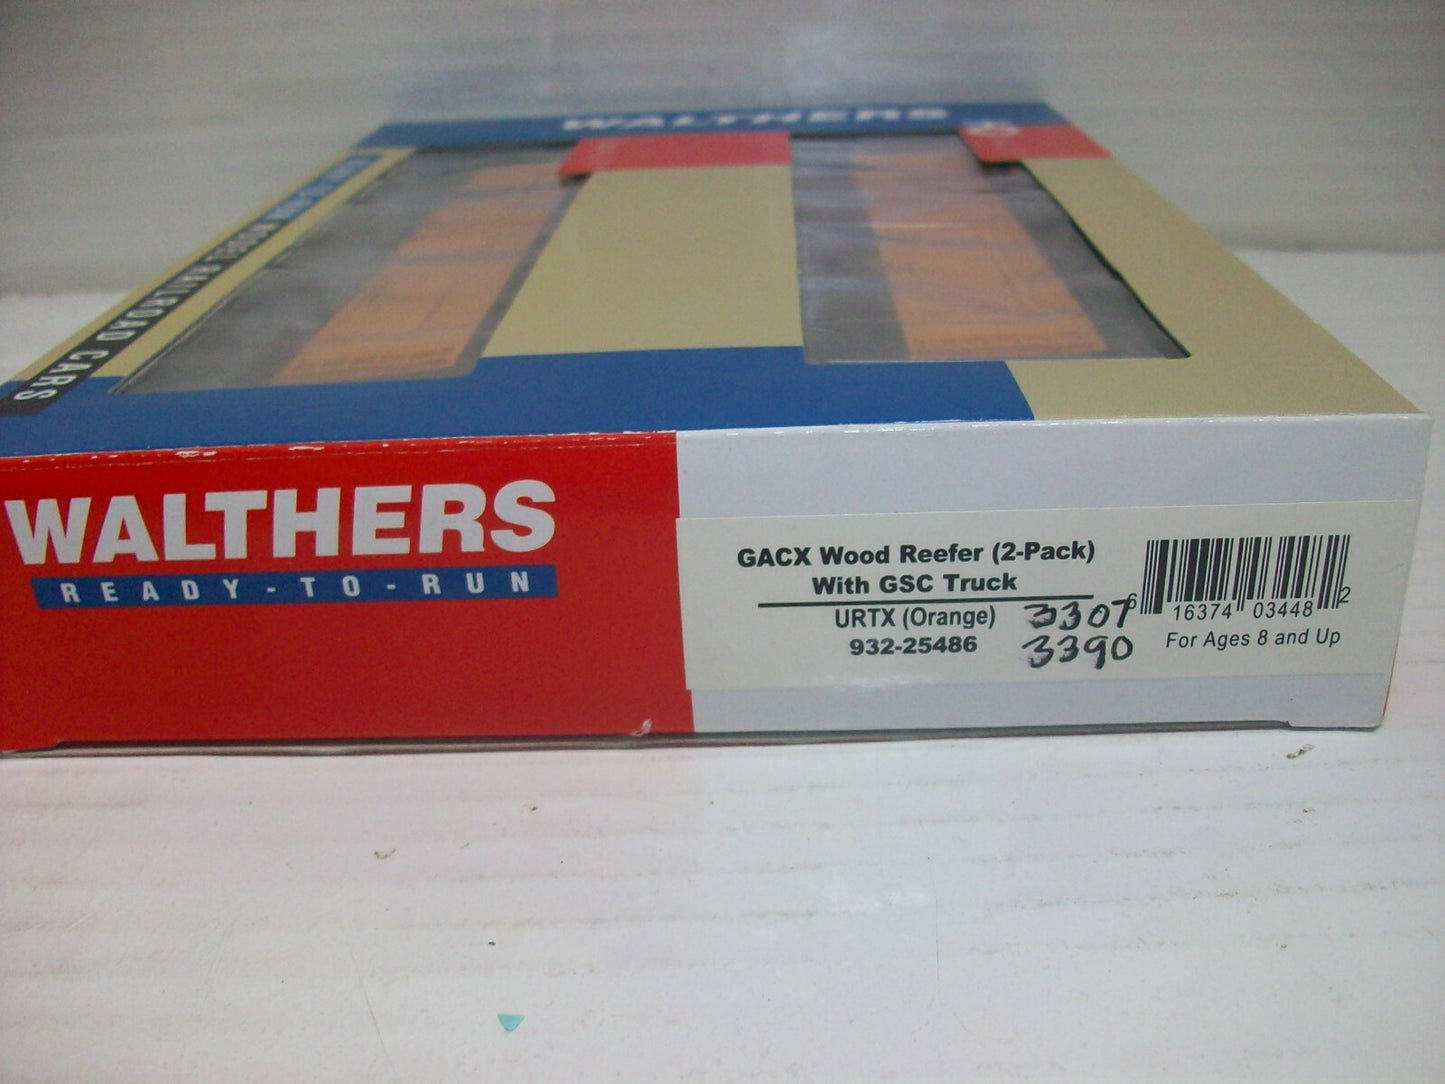 WALTHERS
MODEL RAILROAD CARS
WALTHERS
READY-TO-RUN
GACX Wood Reefer (2-Pack)
With GSC Truck
URTX (Orange) 3307
932-25486 3390
6 16374 03448 2
For Ages 8 and Up